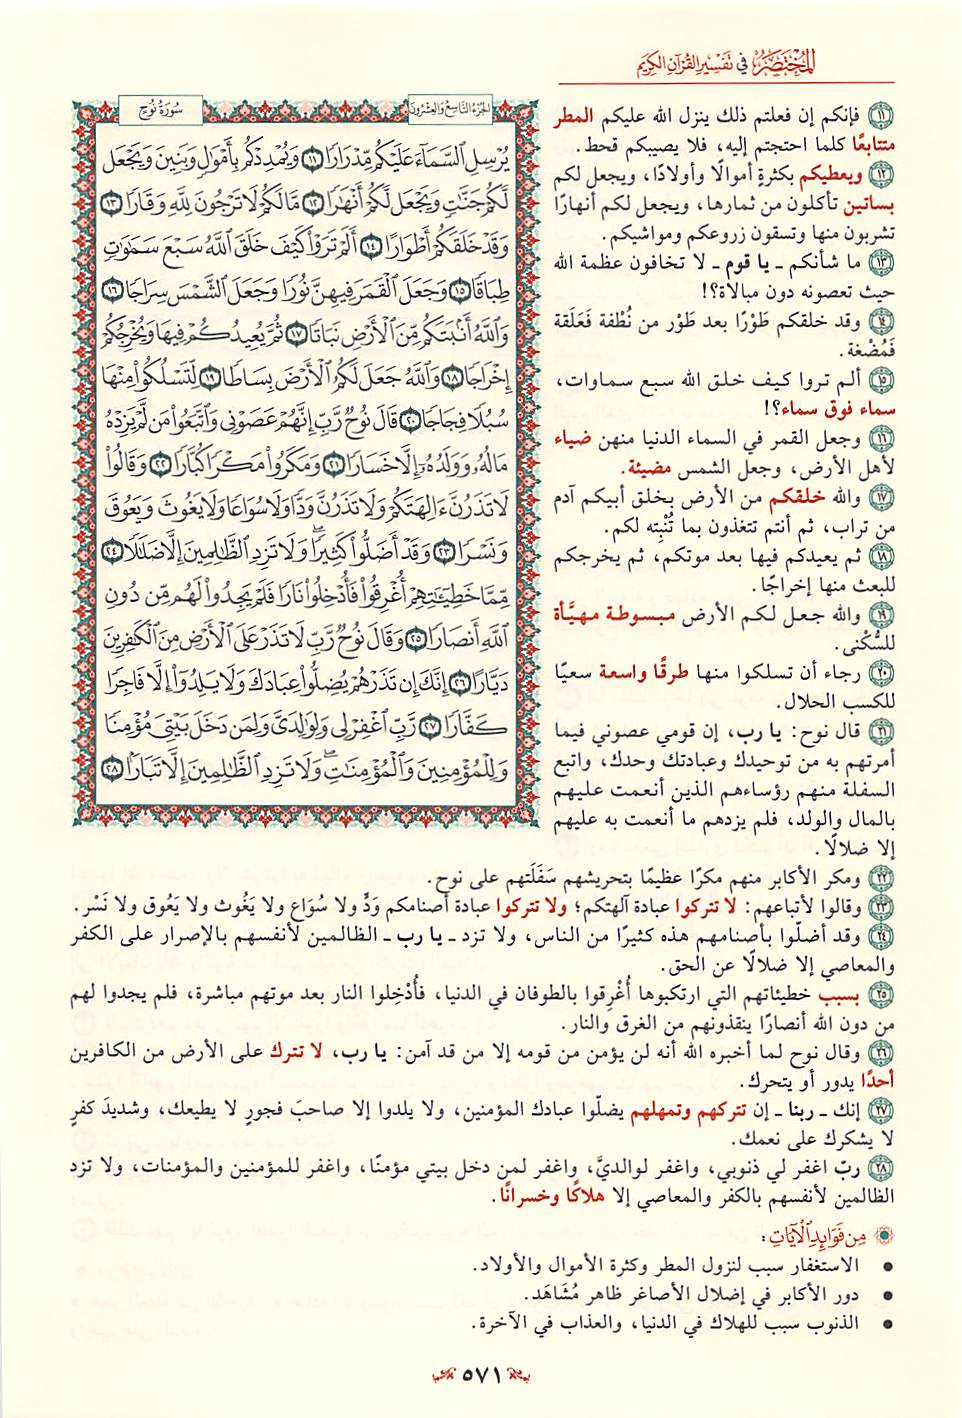 المُخْتَصَرُ في تَفْسِيرِ القُرْآنِ الكَرِيمِ
الجُزءُ التَّاسِعُ وَالعِشْرُونَ
سُورَةُ نُوحٍ
يُرْسِلِ ٱلسَّمَآءَ عَلَيْكُم مِّدْرَارٗا ۝١١ وَيُمْدِدْكُم بِأَمْوَٰلٖ وَبَنِينَ وَيَجْعَل
لَّكُمْ جَنَّٰتٖ وَيَجْعَل لَّكُمْ أَنْهَٰرٗا ۝١٢ مَّا لَكُمْ لَا تَرْجُونَ لِلَّهِ وَقَارٗا ۝١٣
وَقَدْ خَلَقَكُمْ أَطْوَارًا ۝١٤ أَلَمْ تَرَوْاْ كَيْفَ خَلَقَ ٱللَّهُ سَبْعَ سَمَٰوَٰتٖ
طِبَاقٗا ۝١٥ وَجَعَلَ ٱلْقَمَرَ فِيهِنَّ نُورٗا وَجَعَلَ ٱلشَّمْسَ سِرَاجٗا ۝١٦
وَٱللَّهُ أَنۢبَتَكُم مِّنَ ٱلْأَرْضِ نَبَاتٗا ۝١٧ ثُمَّ يُعِيدُكُمْ فِيهَا وَيُخْرِجُكُمْ
إِخْرَاجٗا ۝١٨ وَٱللَّهُ جَعَلَ لَكُمُ ٱلْأَرْضَ بِسَاطٗا ۝١٩ لِّتَسْلُكُواْ مِنْهَا
سُبُلٗا فِجَاجٗا ۝٢٠ قَالَ نُوحٞ رَّبِّ إِنَّهُمْ عَصَوْنِي وَٱتَّبَعُواْ مَن لَّمْ يَزِدْهُ
مَالُهُۥ وَوَلَدُهُۥٓ إِلَّا خَسَارٗا ۝٢١ وَمَكَرُواْ مَكْرٗا كُبَّارٗا ۝٢٢ وَقَالُواْ
لَا تَذَرُنَّ ءَالِهَتَكُمْ وَلَا تَذَرُنَّ وَدّٗا وَلَا سُوَاعٗا وَلَا يَغُوثَ وَيَعُوقَ
وَنَسْرٗا ۝٢٣ وَقَدْ أَضَلُّواْ كَثِيرٗاۖ وَلَا تَزِدِ ٱلظَّٰلِمِينَ إِلَّا ضَلَٰلٗا ۝٢٤
مِّمَّا خَطِيٓـَٰٔتِهِمْ أُغْرِقُواْ فَأُدْخِلُواْ نَارٗا فَلَمْ يَجِدُواْ لَهُم مِّن دُونِ
ٱللَّهِ أَنصَارٗا ۝٢٥ وَقَالَ نُوحٞ رَّبِّ لَا تَذَرْ عَلَى ٱلْأَرْضِ مِنَ ٱلْكَٰفِرِينَ
دَيَّارًا ۝٢٦ إِنَّكَ إِن تَذَرْهُمْ يُضِلُّواْ عِبَادَكَ وَلَا يَلِدُوٓاْ إِلَّا فَاجِرٗا
كَفَّارٗا ۝٢٧ رَّبِّ ٱغْفِرْ لِي وَلِوَٰلِدَيَّ وَلِمَن دَخَلَ بَيْتِيَ مُؤْمِنٗا
وَلِلْمُؤْمِنِينَ وَٱلْمُؤْمِنَٰتِۖ وَلَا تَزِدِ ٱلظَّٰلِمِينَ إِلَّا تَبَارَۢا ۝٢٨
١١ فإنكم إن فعلتم ذلك ينزل الله عليكم المطر
متتابعًا كلما احتجتم إليه، فلا يصيبكم قحط.
١٢ ويعطيكم بكثرةٍ أموالًا وأولادًا، ويجعل لكم
بساتين تأكلون من ثمارها، ويجعل لكم أنهارًا
تشربون منها وتسقون زروعكم ومواشيكم.
١٣ ما شأنكم ـ يا قوم ـ لا تخافون عظمة الله
حيث تعصونه دون مبالاة؟!
١٤ وقد خلقكم طَوْرًا بعد طَوْر من نُطْفة فَعَلَقة
فَمُضْغة.
١٥ ألم تروا كيف خلق الله سبع سماوات،
سماء فوق سماء؟!
١٦ وجعل القمر في السماء الدنيا منهن ضياء
لأهل الأرض، وجعل الشمس مضيئة.
١٧ والله خلقكم من الأرض بخلق أبيكم آدم
من تراب، ثم أنتم تتغذون بما تُنْبِته لكم.
١٨ ثم يعيدكم فيها بعد موتكم، ثم يخرجكم
للبعث منها إخراجًا.
١٩ والله جعل لكم الأرض مبسوطة مهيَّأة
للسُّكْنى.
٢٠ رجاء أن تسلكوا منها طرقًا واسعة سعيًا
للكسب الحلال.
٢١ قال نوح: يا رب، إن قومي عصوني فيما
أمرتهم به من توحيدك وعبادتك وحدك، واتبع
السفلة منهم رؤساءهم الذين أنعمت عليهم
بالمال والولد، فلم يزدهم ما أنعمت به عليهم
إلا ضلالًا.
٢٢ ومكر الأكابر منهم مكرًا عظيمًا بتحريشهم سَفَلَتهم على نوح.
٢٣ وقالوا لأتباعهم: لا تتركوا عبادة آلهتكم؛ ولا تتركوا عبادة أصنامكم وَدٍّ ولا سُوَاع ولا يَغُوث ولا يَعُوق ولا نَسْر.
٢٤ وقد أضلّوا بأصنامهم هذه كثيرًا من الناس، ولا تزد ـ يا رب ـ الظالمين لأنفسهم بالإصرار على الكفر
والمعاصي إلا ضلالًا عن الحق.
٢٥ بسبب خطيئاتهم التي ارتكبوها أُغْرِقوا بالطوفان في الدنيا، فأُدْخِلوا النار بعد موتهم مباشرة، فلم يجدوا لهم
من دون الله أنصارًا ينقذونهم من الغرق والنار.
٢٦ وقال نوح لما أخبره الله أنه لن يؤمن من قومه إلا من قد آمن: يا رب، لا تترك على الأرض من الكافرين
أحدًا يدور أو يتحرك.
٢٧ إنك ـ ربنا ـ إن تتركهم وتمهلهم يضلّوا عبادك المؤمنين، ولا يلدوا إلا صاحبَ فجورٍ لا يطيعك، وشديدَ كفرٍ
لا يشكرك على نعمك.
٢٨ ربّ اغفر لي ذنوبي، واغفر لوالديَّ، واغفر لمن دخل بيتي مؤمنًا، واغفر للمؤمنين والمؤمنات، ولا تزد
الظالمين لأنفسهم بالكفر والمعاصي إلا هلاكًا وخسرانًا.
مِن فَوَائِدِ الآيَاتِ:
• الاستغفار سبب لنزول المطر وكثرة الأموال والأولاد.
• دور الأكابر في إضلال الأصاغر ظاهر مُشَاهَد.
• الذنوب سبب للهلاك في الدنيا، والعذاب في الآخرة.
٥٧١